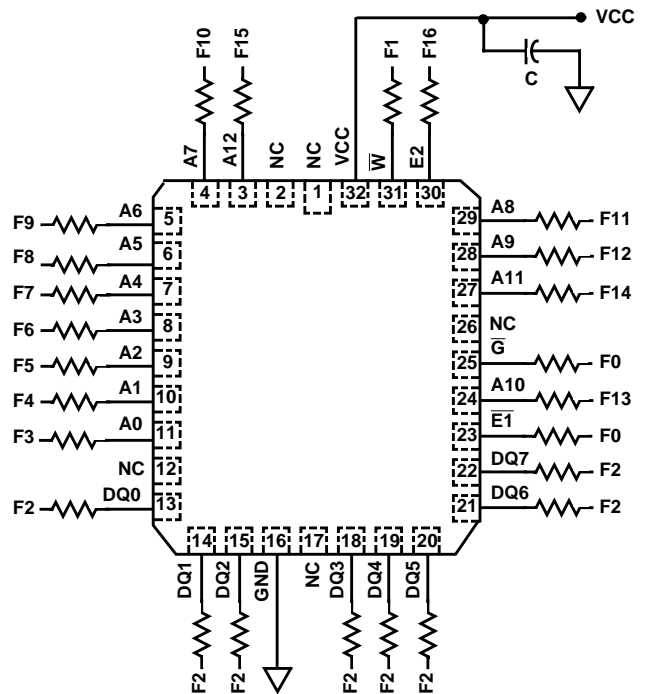 VCC
C
F10
F15
F1
F16
A7
A12
NC
NC
VCC
W̅
E2
4
3
2
1
32
31
30
F9
A6
5
F8
A5
6
F7
A4
7
F6
A3
8
F5
A2
9
F4
A1
10
F3
A0
11
NC
12
F2
DQ0
13
29
A8
F11
28
A9
F12
27
A11
F14
26
NC
25
G̅
F0
24
A10
F13
23
E̅1̅
F0
22
DQ7
F2
21
DQ6
F2
14
15
16
17
18
19
20
DQ1
DQ2
GND
NC
DQ3
DQ4
DQ5
F2
F2
F2
F2
F2